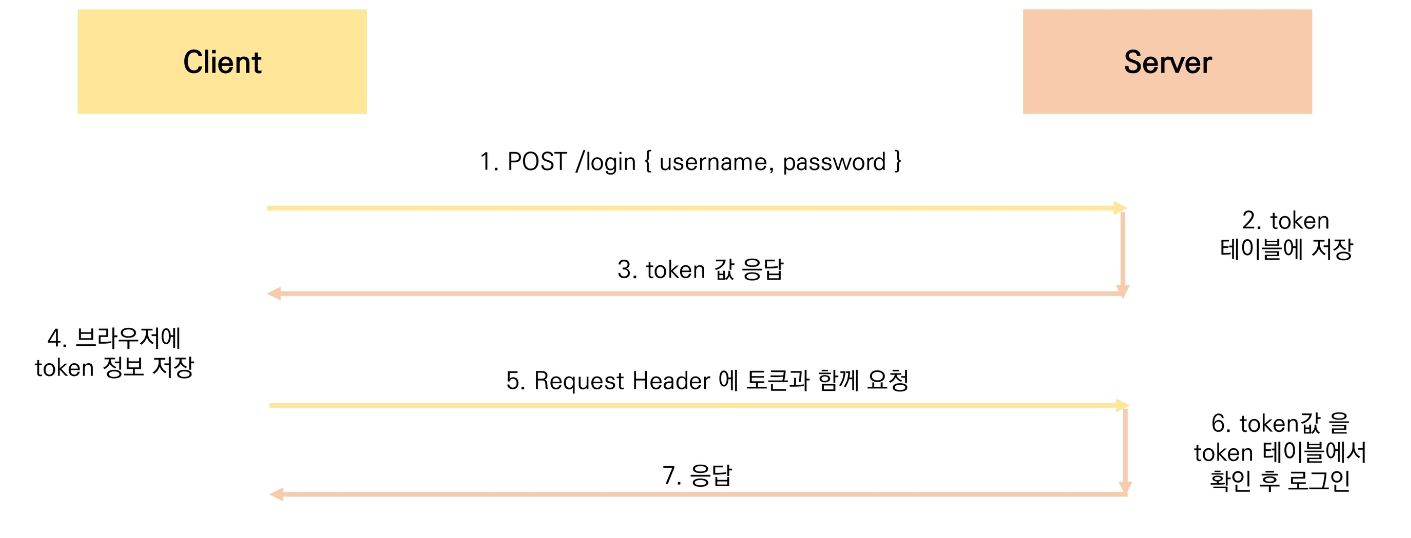 Client
Server
1. POST /login { username, password }
2. token
테이블에 저장
3. token 값 응답
4. 브라우저에
token 정보 저장
5. Request Header 에 토큰과 함께 요청
6. token값 을
token 테이블에서
확인 후 로그인
7. 응답